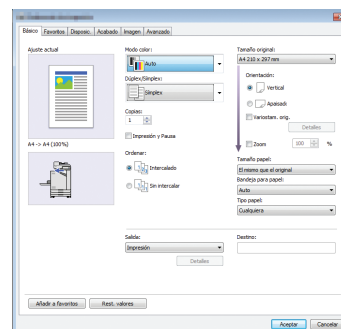 Básico Favoritos Disposic. Acabado Imagen Avanzado
Ajuste actual
A4 -> A4 (100%)
Modo color:
Auto
Dúplex/Simplex:
Simplex
Copias:
1
Impresión y Pausa
Ordenar:
Intercalado
Sin intercalar
Tamaño original:
A4 210 x 297 mm
Orientación:
Vertical
Apaisadı
Variostam. orig.
Detalles
Zoom 100 %
Tamaño papel:
El mismo que el original
Bandeja para papel:
Auto
Tipo papel:
Cualquiera
Salida:
Impresión
Detalles
Destino:
Añadir a favoritos Rest. valores
Aceptar Cancelar